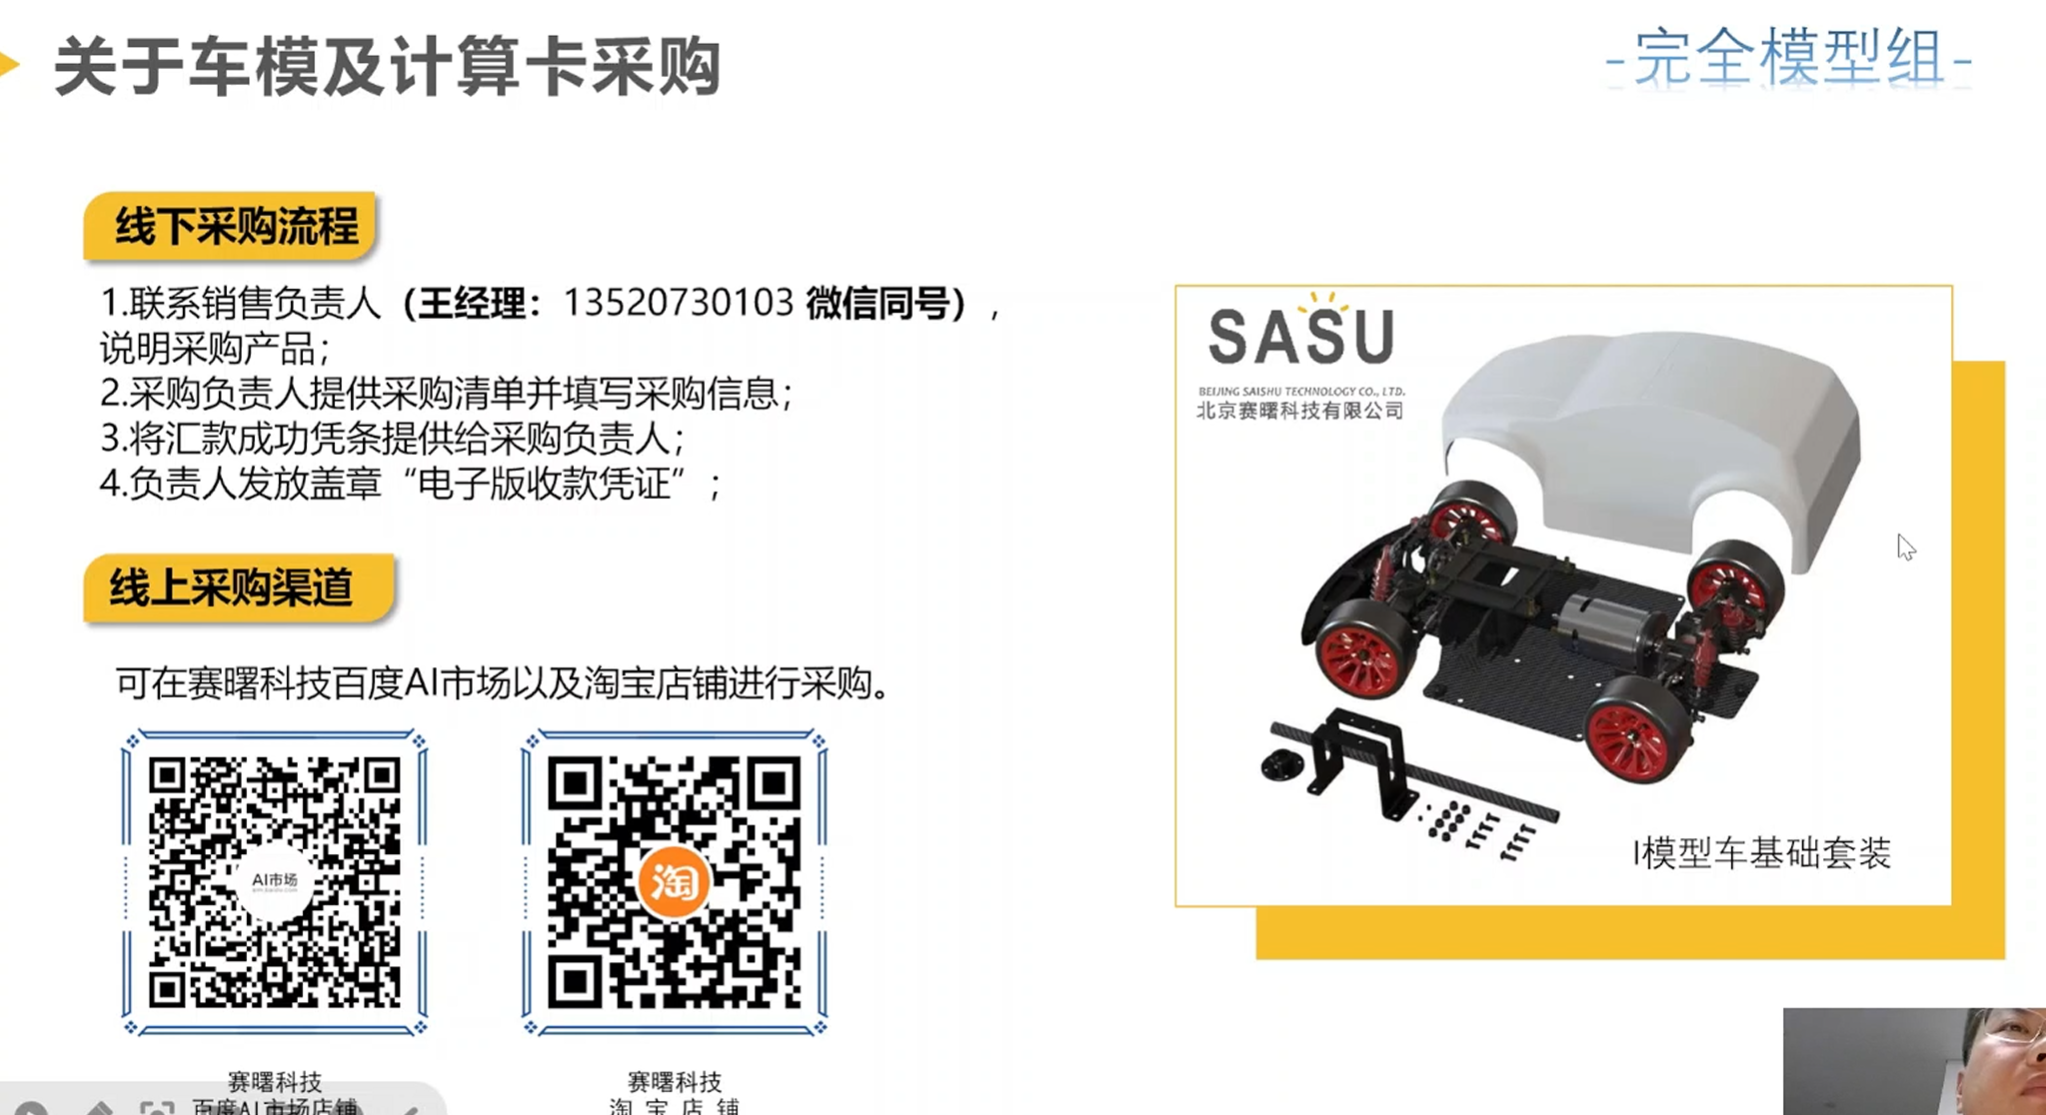 关于车模及计算卡采购
-完全模型组-
线下采购流程
1.联系销售负责人（王经理：13520730103 微信同号），
说明采购产品；
2.采购负责人提供采购清单并填写采购信息；
3.将汇款成功凭条提供给采购负责人；
4.负责人发放盖章“电子版收款凭证”；
线上采购渠道
可在赛曙科技百度AI市场以及淘宝店铺进行采购。
AI市场
淘
赛曙科技
百度AI市场店铺
赛曙科技
淘宝店铺
SASU
BEIJING SAISHU TECHNOLOGY CO., LTD.
北京赛曙科技有限公司
I模型车基础套装